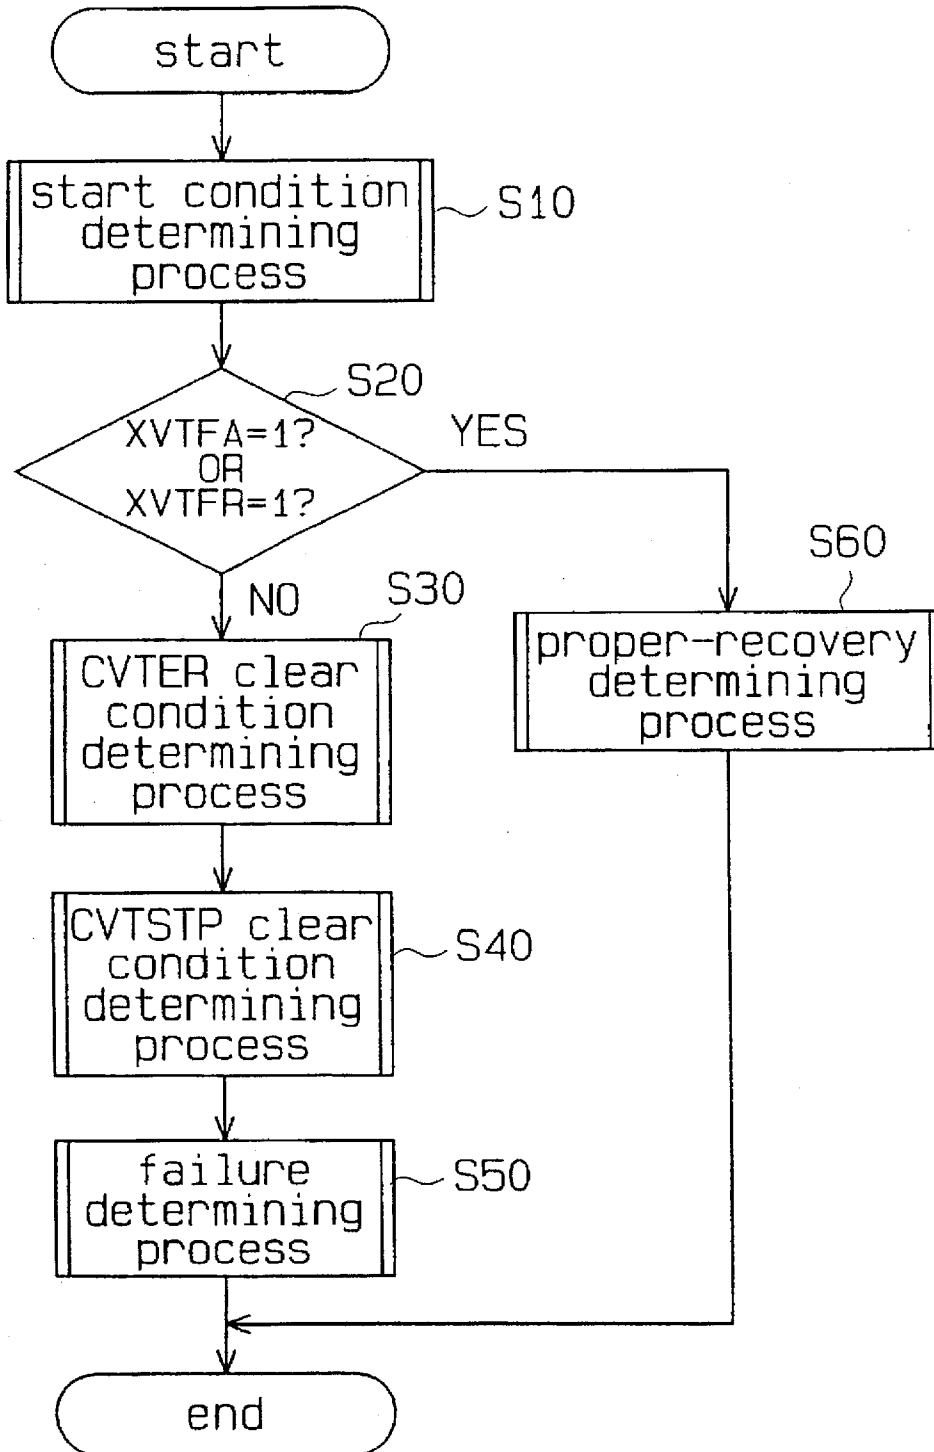 start
start condition
determining
process
S10
S20
XVTFA=1?
OR
XVTFR=1?
YES
NO
S30
CVTER clear
condition
determining
process
S60
proper-recovery
determining
process
CVTSTP clear
condition
determining
process
S40
failure
determining
process
S50
end